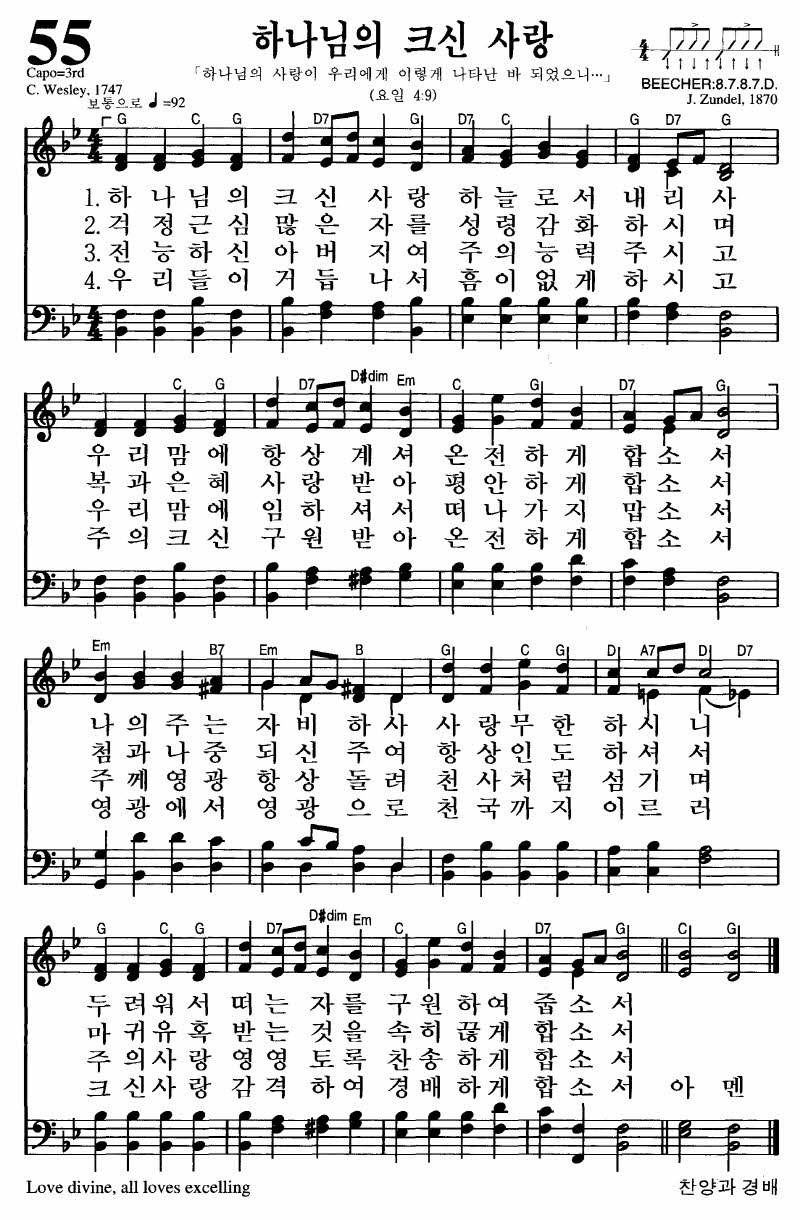 55
하나님의 크신 사랑
Capo=3rd
「하나님의 사랑이 우리에게 이렇게 나타난 바 되었으니…」
C. Wesley, 1747
(요일 4:9)
BEECHER:8.7.8.7.D.
J. Zundel, 1870
보통으로 ♩=92
G C G D7 G D7 G C G G D7 G
1. 하 나 님 의 크 신 사 랑 하 늘 로 서 내 리 사
2. 걱 정 근 심 많 은 자 를 성 령 감 화 하 시 며
3. 전 능 하 신 아 버 지 여 주 의 능 력 주 시 고
4. 우 리 들 이 거 듭 나 서 흠 이 없 게 하 시 고
C G D7 D#dim Em C G D7 G
우 리 맘 에 항 상 계 셔 온 전 하 게 합 소 서
복 과 은 혜 사 랑 받 아 평 안 하 게 합 소 서
우 리 맘 에 임 하 셔 서 떠 나 가 지 맙 소 서
주 의 크 신 구 원 받 아 온 전 하 게 합 소 서
Em B7 Em B G C G D A7 D D7
나 의 주 는 자 비 하 사 사 랑 무 한 하 시 니
첨 과 나 중 되 신 주 여 항 상 인 도 하 셔 서
주 께 영 광 항 상 돌 려 천 사 처 럼 섬 기 며
영 광 에 서 영 광 으 로 천 국 까 지 이 르 러
G C G D7 D#dim Em C G D7 G C G
두 려 워 서 떠 는 자 를 구 원 하 여 줍 소 서
마 귀 유 혹 받 는 것 을 속 히 끊 게 합 소 서
주 의 사 랑 영 영 토 록 찬 송 하 게 합 소 서
크 신 사 랑 감 격 하 여 경 배 하 게 합 소 서 아 멘
Love divine, all loves excelling
찬양과 경배